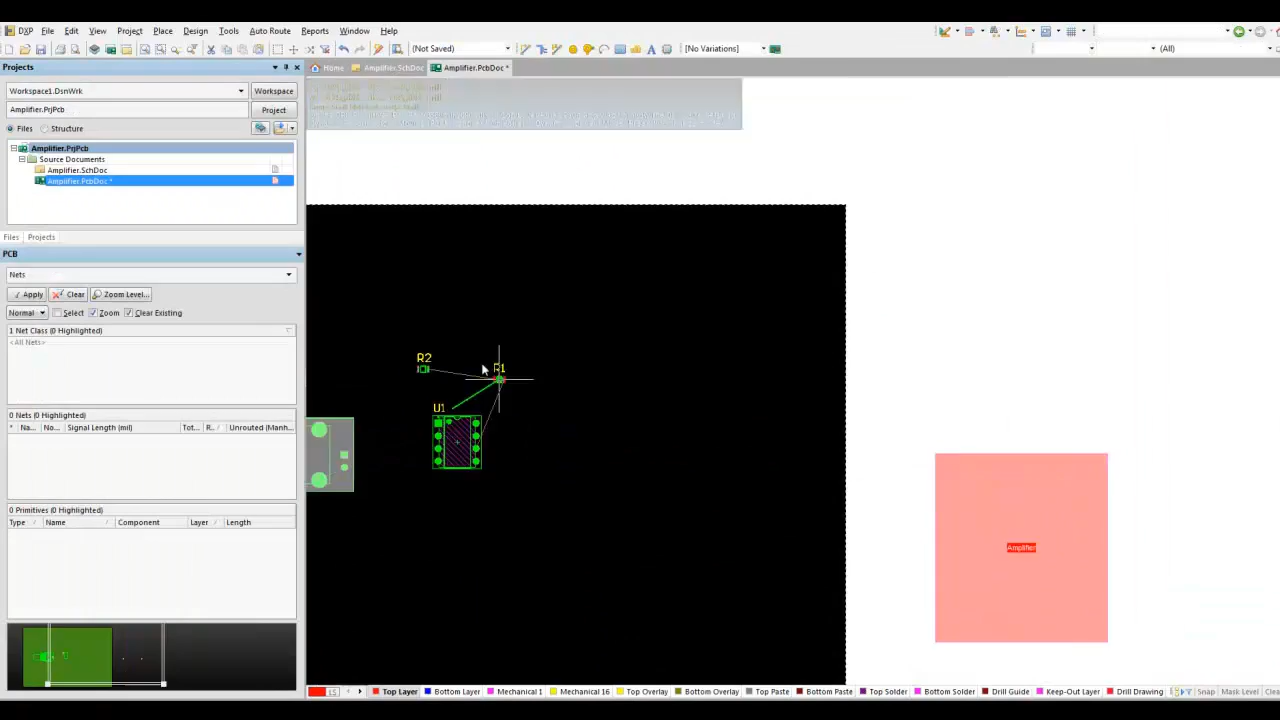 DXP File Edit View Project Place Design Tools Auto Route Reports Window Help
(Not Saved) [No Variations] (All)
Projects
Home Amplifier.SchDoc Amplifier.PcbDoc *
Workspace1.DsnWrk Workspace
Amplifier.PrjPcb Project
Files Structure
Amplifier.PrjPcb
Source Documents
Amplifier.SchDoc
Amplifier.PcbDoc *
Files Projects
PCB
Nets
Apply Clear Zoom Level...
Normal Select Zoom Clear Existing
1 Net Class (0 Highlighted)
<All Nets>
0 Nets (0 Highlighted)
* Na... No... Signal Length (mil) Tot... R.. Unrouted (Manh...
0 Primitives (0 Highlighted)
Type Name Component Layer Length
R2
R1
U1
Amplifier
LS Top Layer Bottom Layer Mechanical 1 Mechanical 16 Top Overlay Bottom Overlay Top Paste Bottom Paste Top Solder Bottom Solder Drill Guide Keep-Out Layer Drill Drawing Snap Mask Level Clea